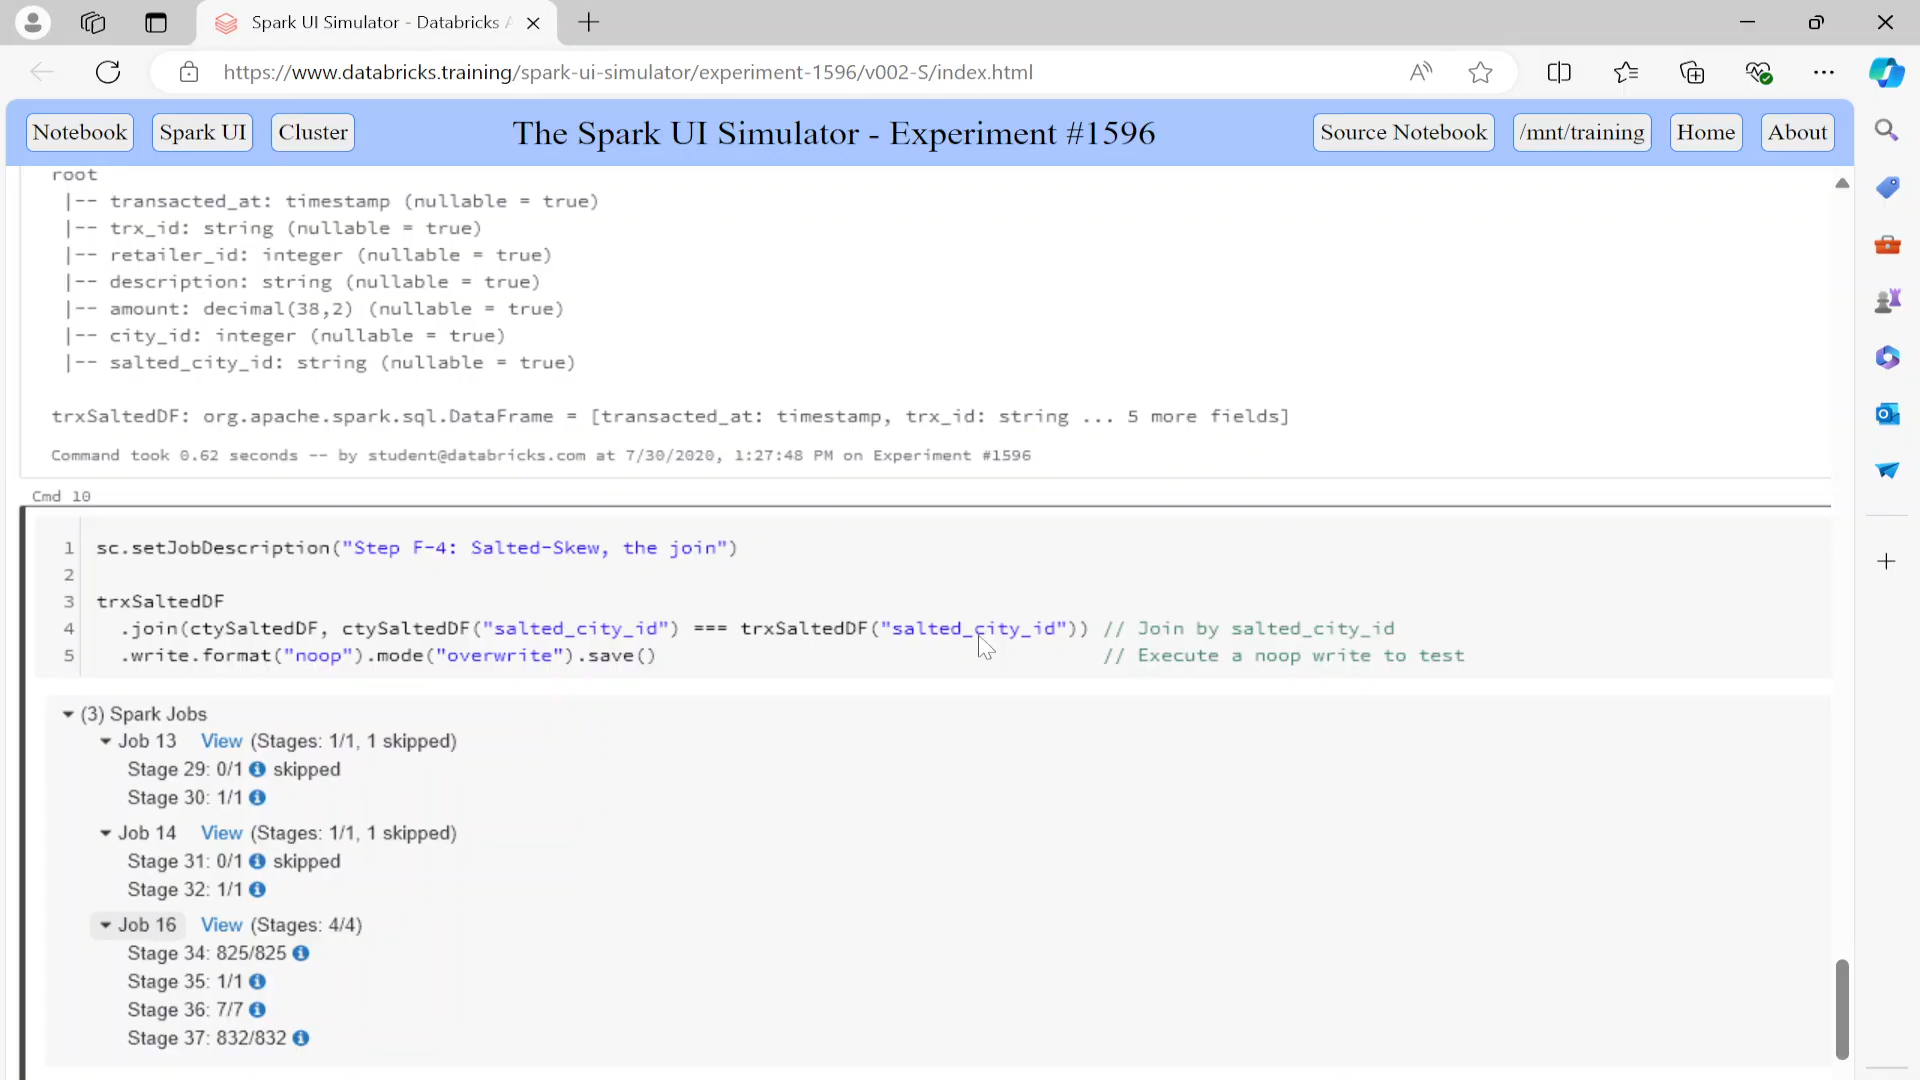 Spark UI Simulator - Databricks
https://www.databricks.training/spark-ui-simulator/experiment-1596/v002-S/index.html
Notebook Spark UI Cluster The Spark UI Simulator - Experiment #1596 Source Notebook /mnt/training Home About
root
|-- transacted_at: timestamp (nullable = true)
|-- trx_id: string (nullable = true)
|-- retailer_id: integer (nullable = true)
|-- description: string (nullable = true)
|-- amount: decimal(38,2) (nullable = true)
|-- city_id: integer (nullable = true)
|-- salted_city_id: string (nullable = true)
trxSaltedDF: org.apache.spark.sql.DataFrame = [transacted_at: timestamp, trx_id: string ... 5 more fields]
Command took 0.62 seconds -- by student@databricks.com at 7/30/2020, 1:27:48 PM on Experiment #1596
Cmd 10
1 sc.setJobDescription("Step F-4: Salted-Skew, the join")
2
3 trxSaltedDF
4 .join(ctySaltedDF, ctySaltedDF("salted_city_id") === trxSaltedDF("salted_city_id")) // Join by salted_city_id
5 .write.format("noop").mode("overwrite").save() // Execute a noop write to test
(3) Spark Jobs
Job 13 View (Stages: 1/1, 1 skipped)
Stage 29: 0/1 skipped
Stage 30: 1/1
Job 14 View (Stages: 1/1, 1 skipped)
Stage 31: 0/1 skipped
Stage 32: 1/1
Job 16 View (Stages: 4/4)
Stage 34: 825/825
Stage 35: 1/1
Stage 36: 7/7
Stage 37: 832/832